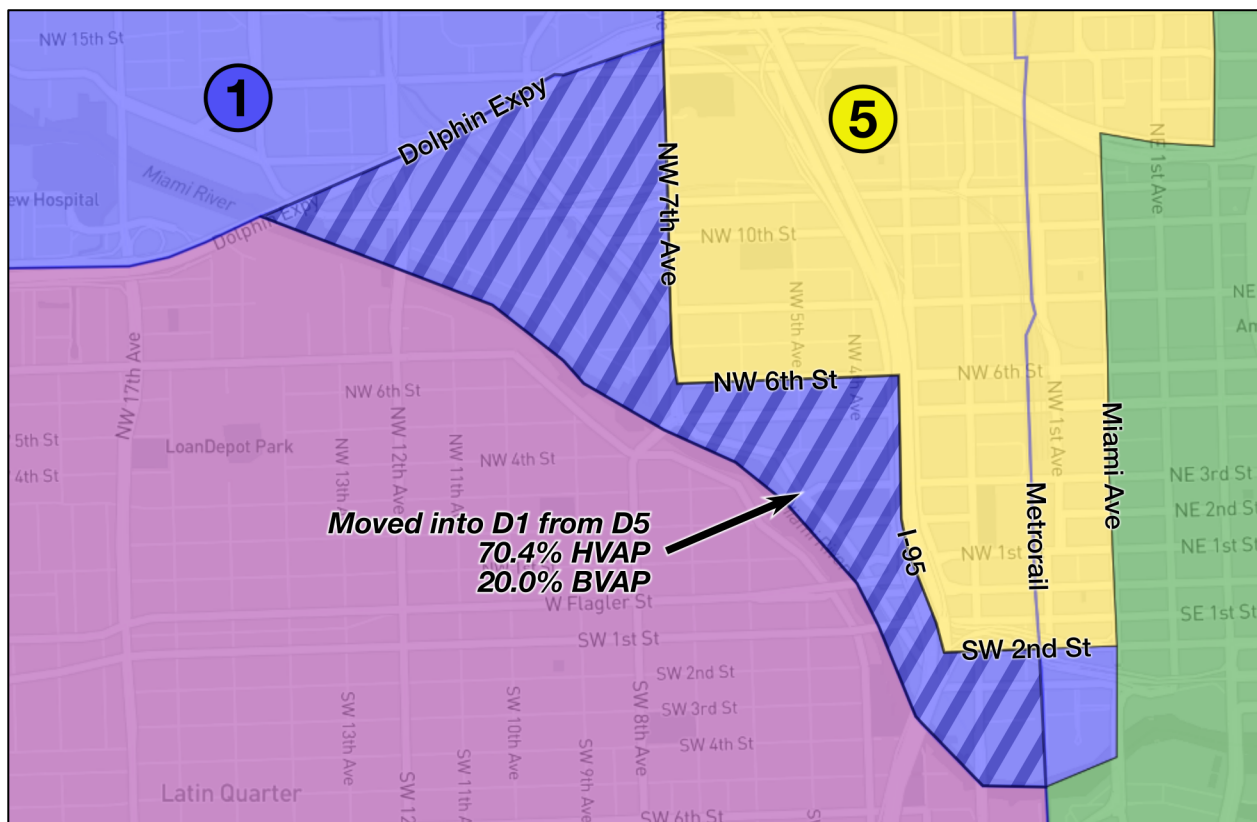 NW 15th St
1
Dolphin Expy
5
NE 1st Ave
Miami River
ew Hospital
Dolphin Expy
NW 7th Ave
NW 10th St
NW 17th Ave
NW 5th Ave
NW 4th Ave
NE
Am
NW 6th St
NW 6th St
NW 6th St
NW 1st Ave
Miami Ave
5th St
4th St
LoanDepot Park
NW 13th A
NW 12th Ave
NW 11th A
NW 4th St
NE 3rd St
NE 2nd St
NE 1st St
SE 1st St
Moved into D1 from D5
70.4% HVAP
20.0% BVAP
I-95
NW 1st
Metrorail
W Flagler St
SW 1st St
SW 2nd St
SW 2nd St
SW 3rd St
SW 4th St
SW 13th Ave
SW 12
SW 11th A
SW 10th St
SW 9th Ave
SW 8th Ave
Latin Quarter
SW 6th St